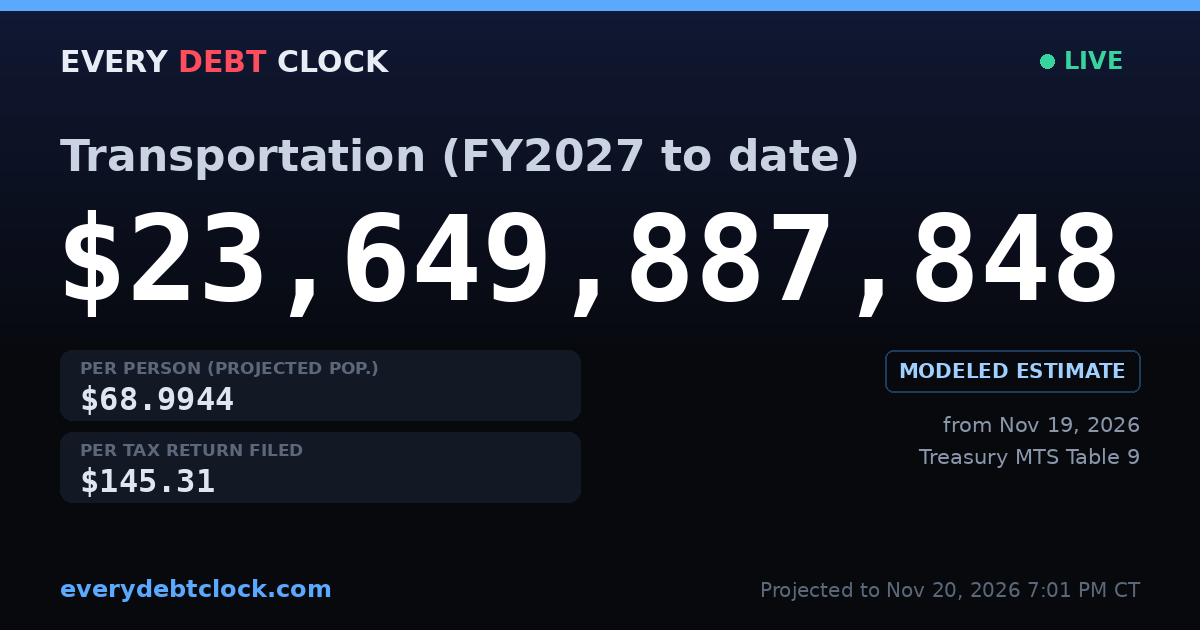 EVERY DEBT CLOCK
LIVE
Transportation (FY2027 to date)
$23,649,887,848
PER PERSON (PROJECTED POP.)
$68.9944
PER TAX RETURN FILED
$145.31
MODELED ESTIMATE
from Nov 19, 2026
Treasury MTS Table 9
everydebtclock.com
Projected to Nov 20, 2026 7:01 PM CT